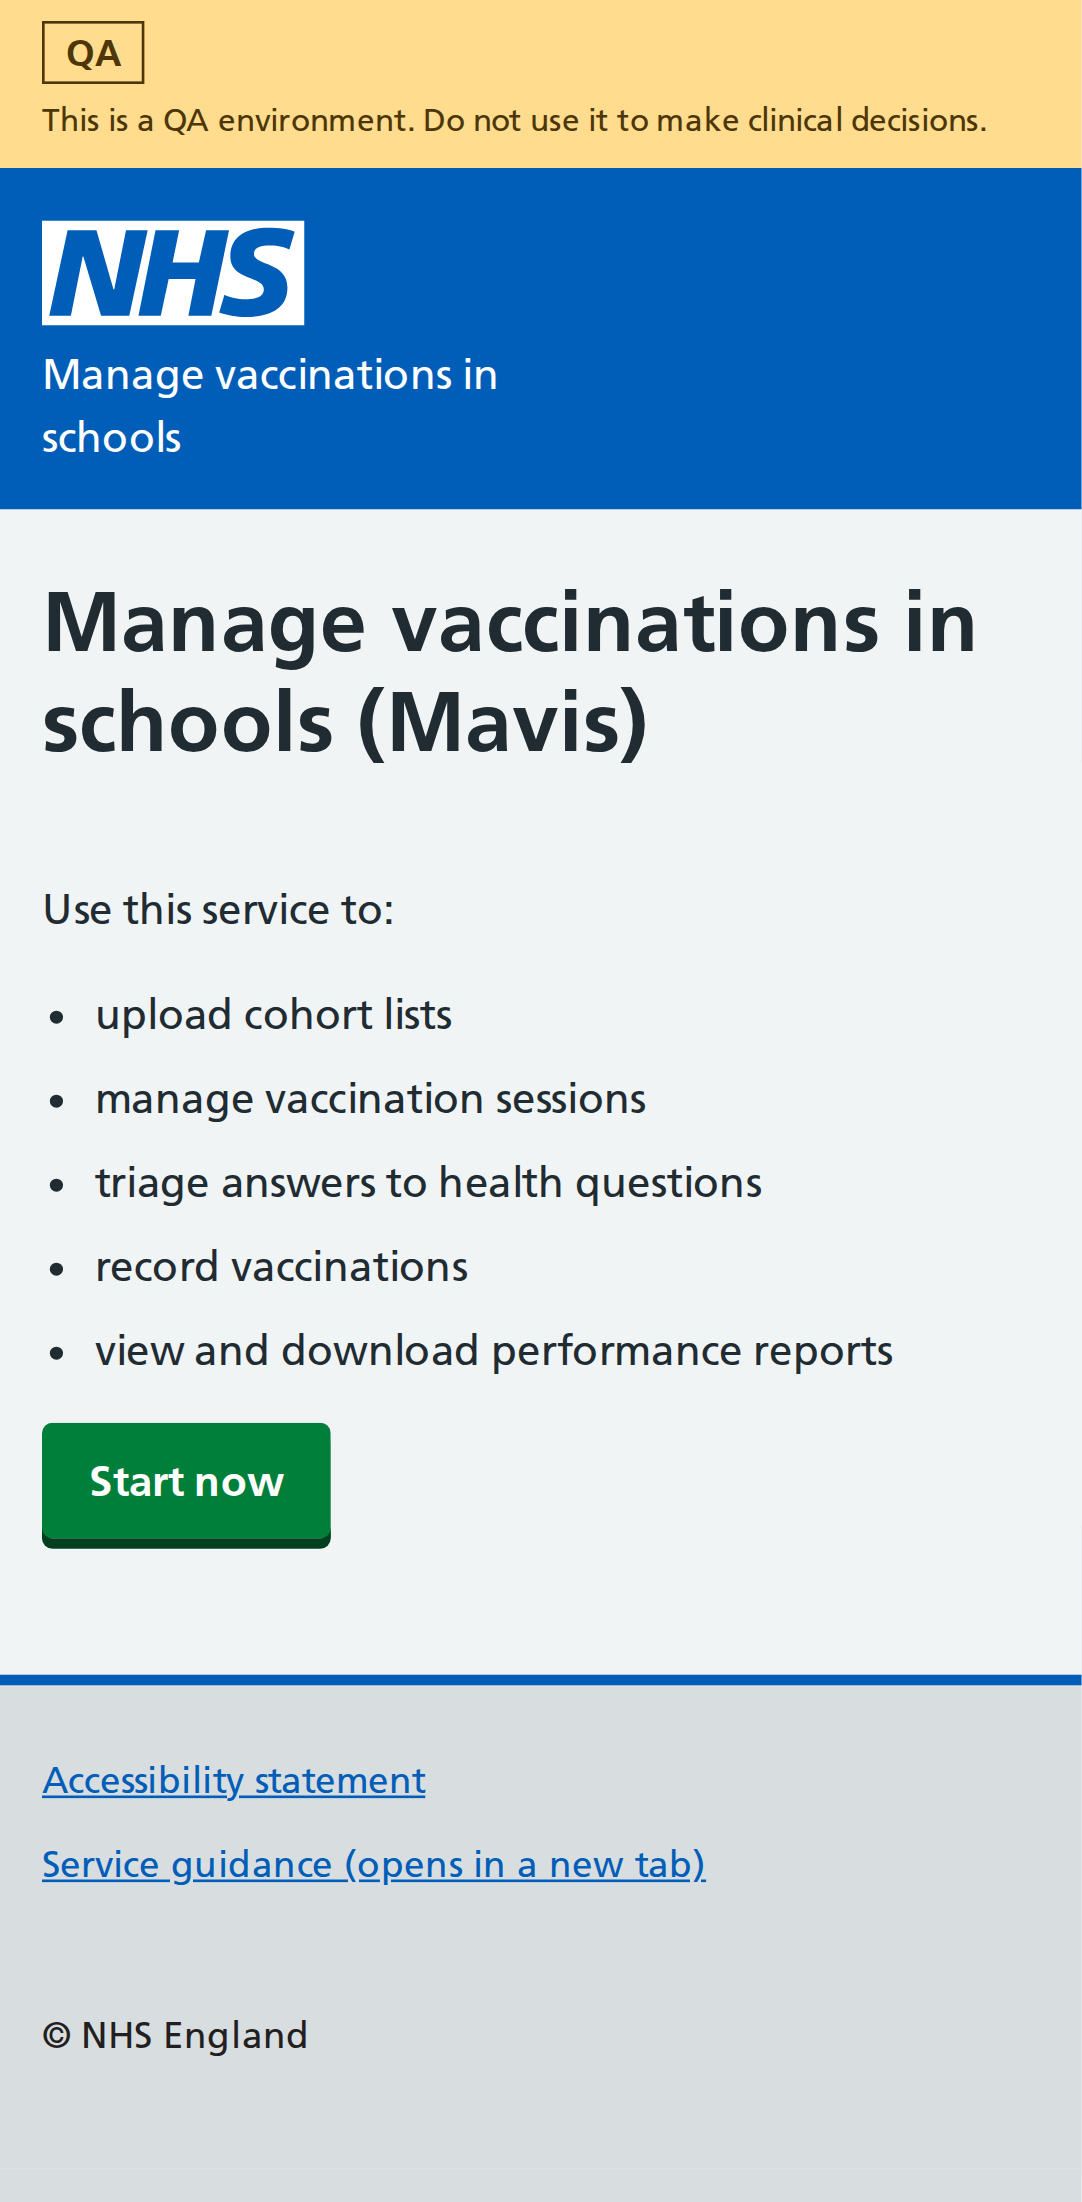 QA
This is a QA environment. Do not use it to make clinical decisions.
NHS
Manage vaccinations in
schools
Manage vaccinations in
schools (Mavis)
Use this service to:
• upload cohort lists
• manage vaccination sessions
• triage answers to health questions
• record vaccinations
• view and download performance reports
Start now
Accessibility statement
Service guidance (opens in a new tab)
© NHS England